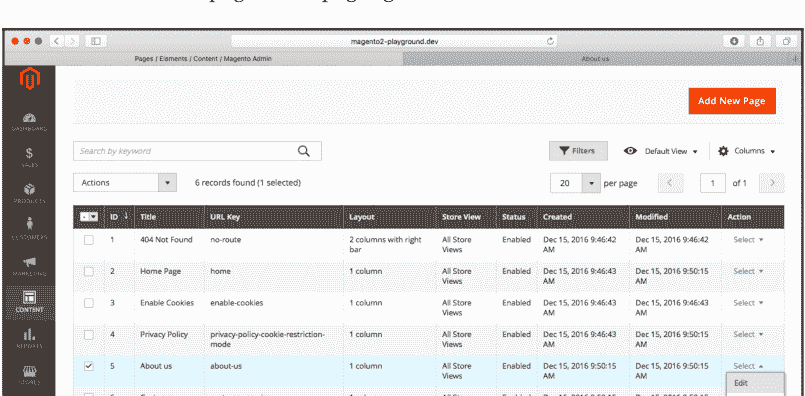 magento2-playground.dev
Pages / Elements / Content / Magento Admin About us
Add New Page
DASHBOARD
SALES
PRODUCTS
CUSTOMERS
MARKETING
CONTENT
REPORTS
Search by keyword Filters Default View Columns
Actions 6 records found (1 selected) 20 per page 1 of 1
ID Title URL Key Layout Store View Status Created Modified Action
1 404 Not Found no-route 2 columns with right All Store Enabled Dec 15, 2016 9:46:42 Dec 15, 2016 9:46:42 Select
bar Views AM AM
2 Home Page home 1 column All Store Enabled Dec 15, 2016 9:46:43 Dec 15, 2016 9:50:15 Select
Views AM AM
3 Enable Cookies enable-cookies 1 column All Store Enabled Dec 15, 2016 9:46:43 Dec 15, 2016 9:46:43 Select
Views AM AM
4 Privacy Policy privacy-policy-cookie-restriction- 1 column All Store Enabled Dec 15, 2016 9:46:43 Dec 15, 2016 9:50:15 Select
mode Views AM AM
5 About us about-us 1 column All Store Enabled Dec 15, 2016 9:50:15 Dec 15, 2016 9:50:15 Select
Views AM AM
Edit